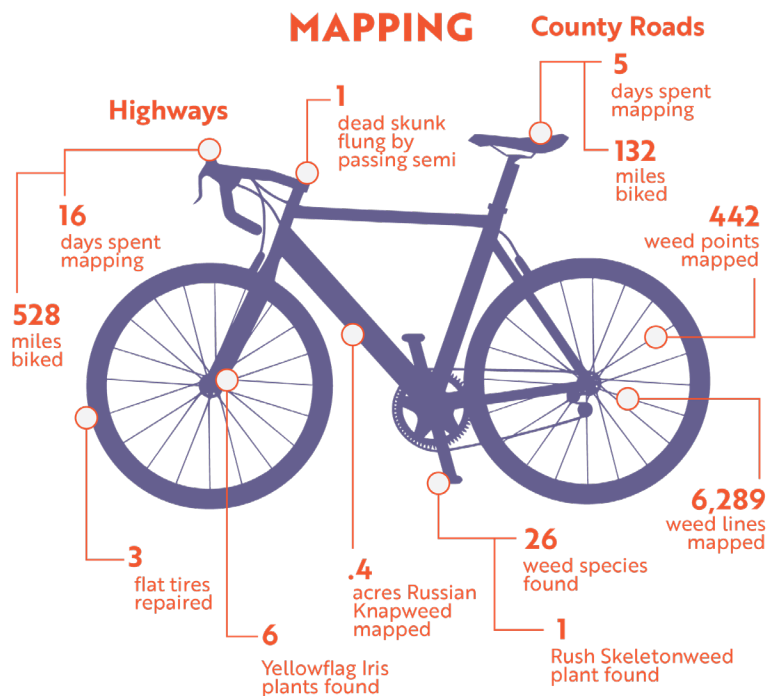 MAPPING
County Roads
5
days spent
mapping
132
miles
biked
Highways
1
dead skunk
flung by
passing semi
16
days spent
mapping
528
miles
biked
442
weed points
mapped
6,289
weed lines
mapped
3
flat tires
repaired
6
Yellowflag Iris
plants found
.4
acres Russian
Knapweed
mapped
26
weed species
found
1
Rush Skeletonweed
plant found